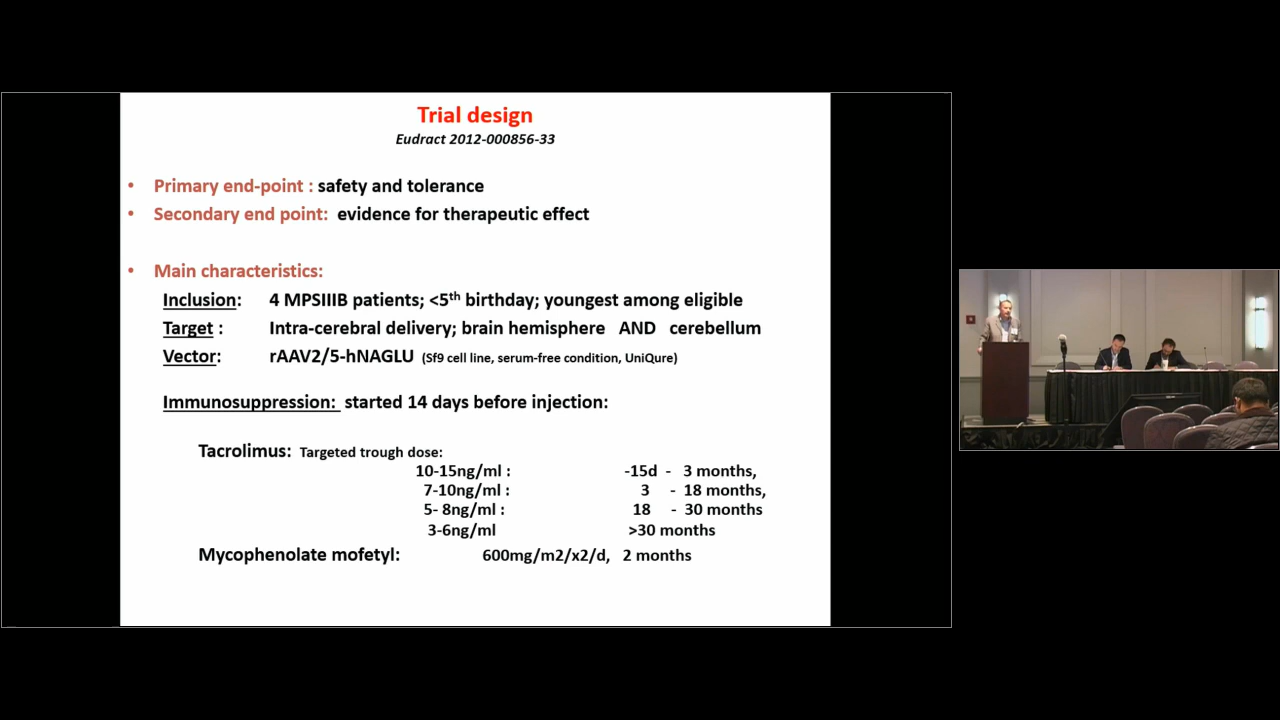 Trial design
Eudract 2012-000856-33
• Primary end-point : safety and tolerance
• Secondary end point: evidence for therapeutic effect
• Main characteristics:
Inclusion: 4 MPSIIIB patients; <5th birthday; youngest among eligible
Target : Intra-cerebral delivery; brain hemisphere AND cerebellum
Vector: rAAV2/5-hNAGLU (Sf9 cell line, serum-free condition, UniQure)
Immunosuppression: started 14 days before injection:
Tacrolimus: Targeted trough dose:
10-15ng/ml : -15d - 3 months,
7-10ng/ml : 3 - 18 months,
5- 8ng/ml : 18 - 30 months
3-6ng/ml >30 months
Mycophenolate mofetyl: 600mg/m2/x2/d, 2 months